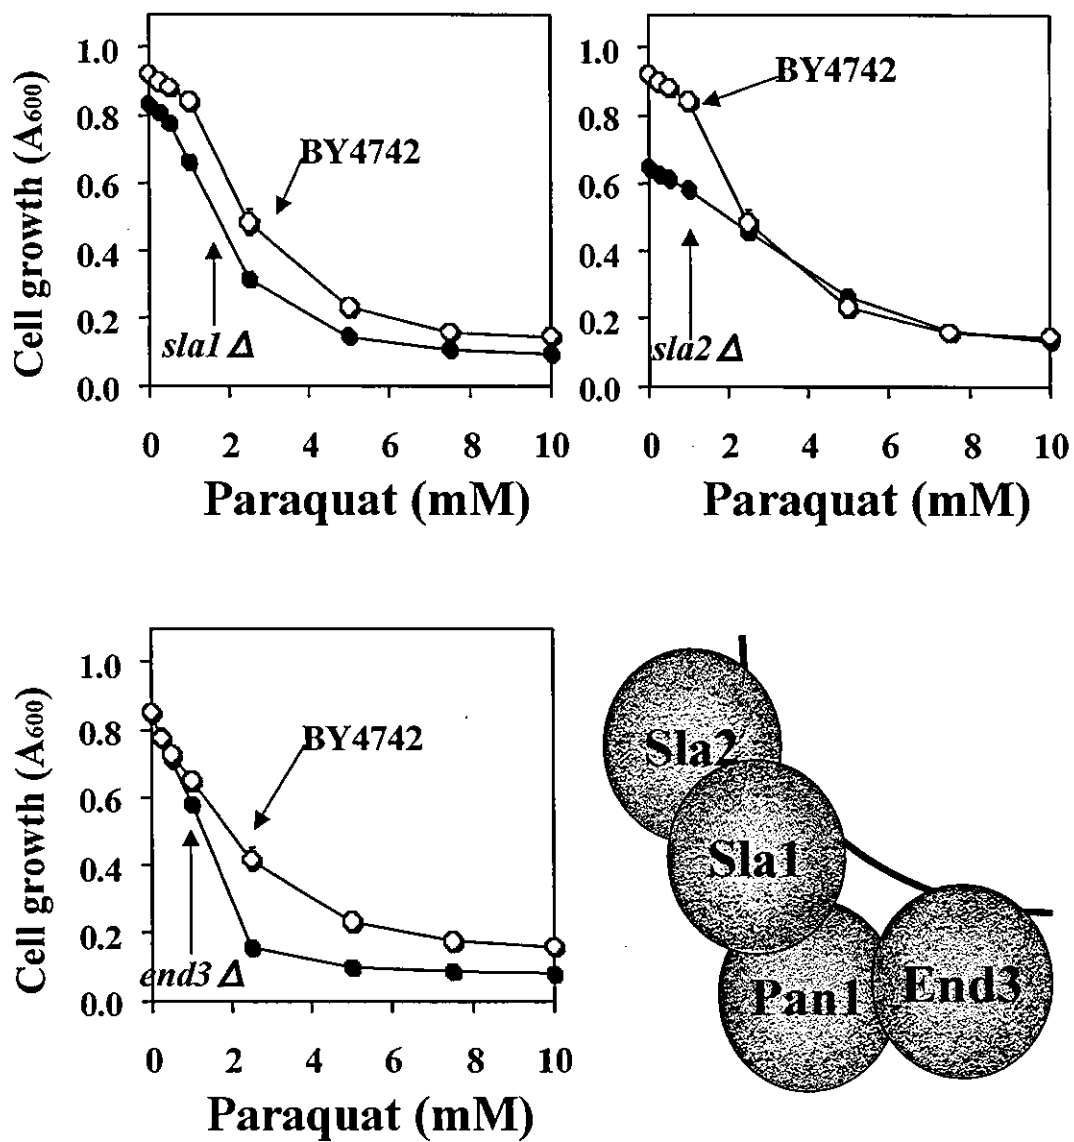 Cell growth (A600)
1.0
0.8
0.6
0.4
0.2
0.0
BY4742
sla1 Δ
0 2 4 6 8 10
Paraquat (mM)
1.0
0.8
0.6
0.4
0.2
0.0
BY4742
sla2 Δ
0 2 4 6 8 10
Paraquat (mM)
Cell growth (A600)
1.0
0.8
0.6
0.4
0.2
0.0
BY4742
end3 Δ
0 2 4 6 8 10
Paraquat (mM)
Sla2
Sla1
Pan1
End3